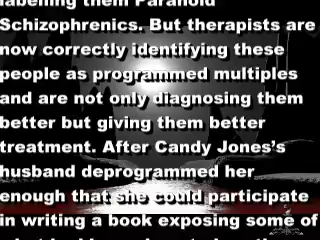 labelling them Paranoid
Schizophrenics. But therapists are
now correctly identifying these
people as programmed multiples
and are not only diagnosing them
better but giving them better
treatment. After Candy Jones's
husband deprogrammed her
enough that she could participate
in writing a book exposing some of